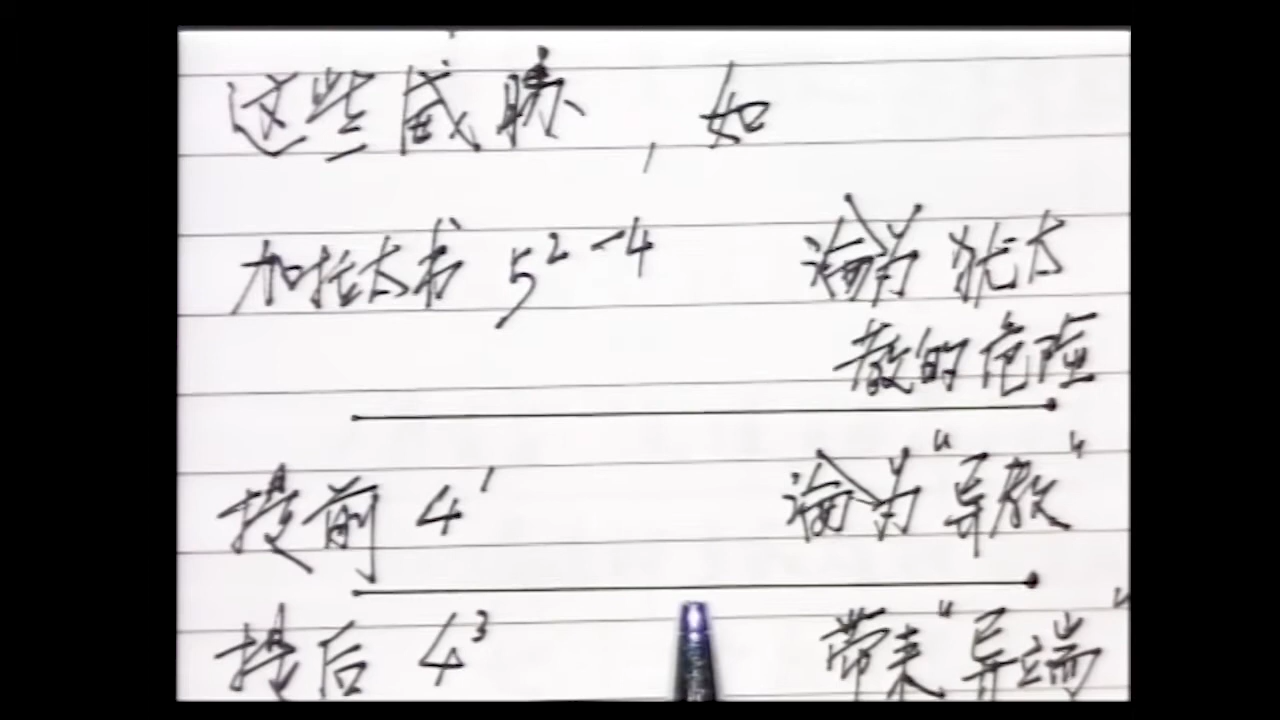 这些威胁，如
加拉太书 5²⁻⁴ 沦为犹太
教的危险
提前 4¹ 沦为“异教”
提后 4³ 带来“异端”